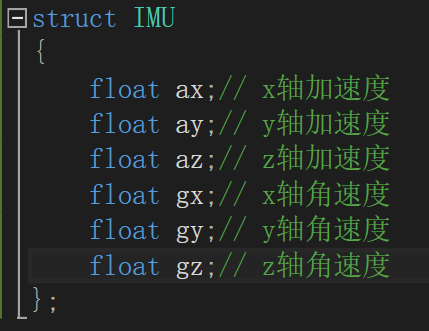 struct IMU
{
float ax;// x轴加速度
float ay;// y轴加速度
float az;// z轴加速度
float gx;// x轴角速度
float gy;// y轴角速度
float gz;// z轴角速度
};